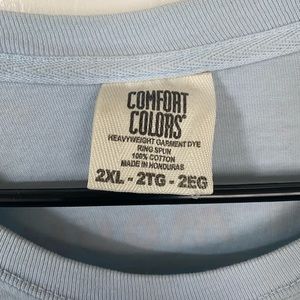 COMFORT
COLORS®
HEAVYWEIGHT GARMENT DYE
RING SPUN
100% COTTON
MADE IN HONDURAS
2XL - 2TG - 2EG